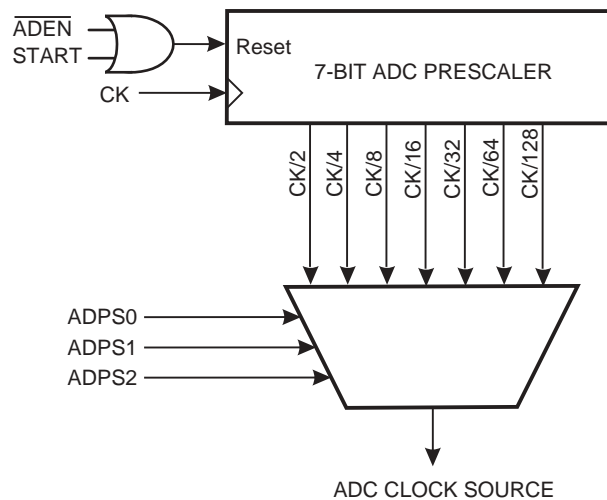 ADEN
START
Reset
7-BIT ADC PRESCALER
CK
CK/2
CK/4
CK/8
CK/16
CK/32
CK/64
CK/128
ADPS0
ADPS1
ADPS2
ADC CLOCK SOURCE